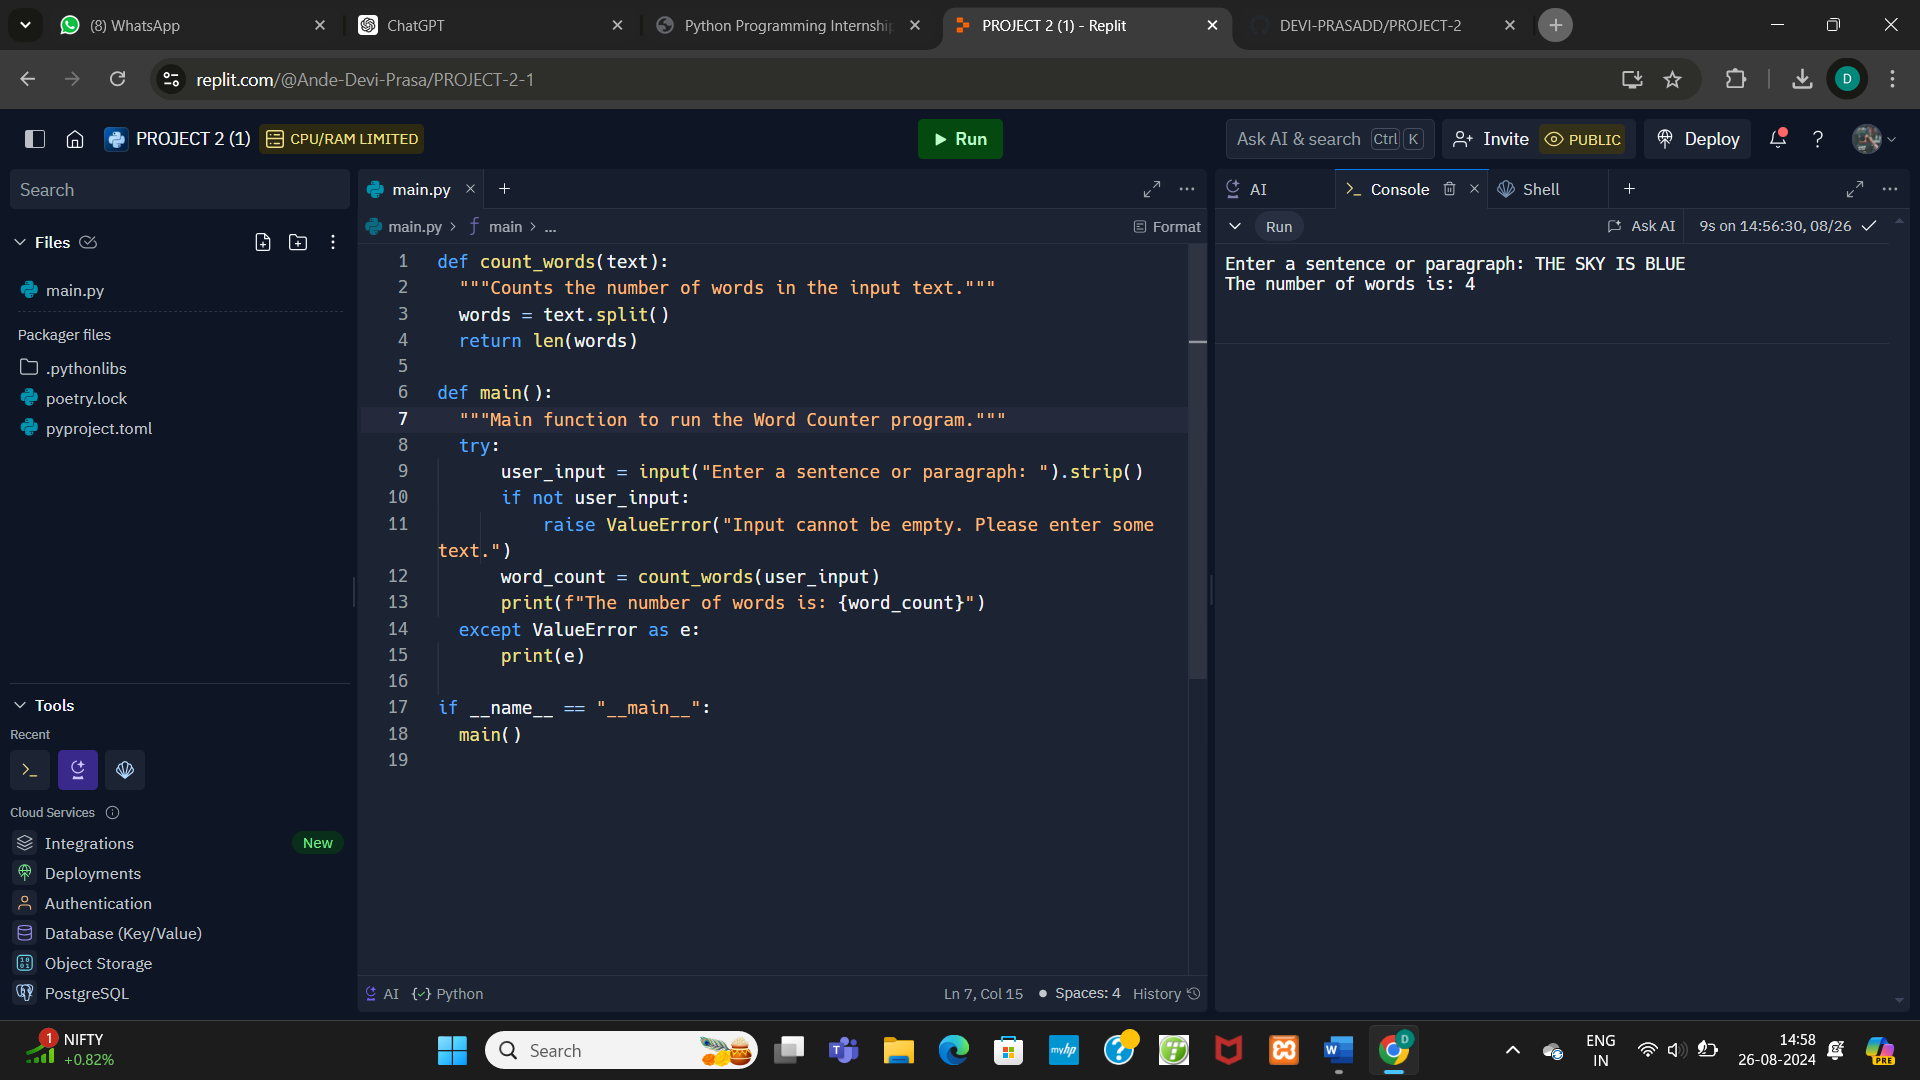 (8) WhatsApp
ChatGPT
Python Programming Internshi
PROJECT 2 (1) - Replit
DEVI-PRASADD/PROJECT-2
replit.com/@Ande-Devi-Prasa/PROJECT-2-1
D
PROJECT 2 (1)
CPU/RAM LIMITED
Run
Ask AI & search Ctrl K
Invite
PUBLIC
Deploy
?
Search
Files
main.py
Packager files
.pythonlibs
poetry.lock
pyproject.toml
Tools
Recent
Cloud Services
Integrations New
Deployments
Authentication
Database (Key/Value)
Object Storage
PostgreSQL
main.py
main.py > main > ...
Format
1 def count_words(text):
2 """Counts the number of words in the input text."""
3 words = text.split()
4 return len(words)
5
6 def main():
7 """Main function to run the Word Counter program."""
8 try:
9 user_input = input("Enter a sentence or paragraph: ").strip()
10 if not user_input:
11 raise ValueError("Input cannot be empty. Please enter some
text.")
12 word_count = count_words(user_input)
13 print(f"The number of words is: {word_count}")
14 except ValueError as e:
15 print(e)
16
17 if __name__ == "__main__":
18 main()
19
AI
Python
Ln 7, Col 15
Spaces: 4
History
AI
Console
Shell
Run
Ask AI
9s on 14:56:30, 08/26
Enter a sentence or paragraph: THE SKY IS BLUE
The number of words is: 4
1
NIFTY
+0.82%
Search
myhp
ENG
IN
14:58
26-08-2024
PRE